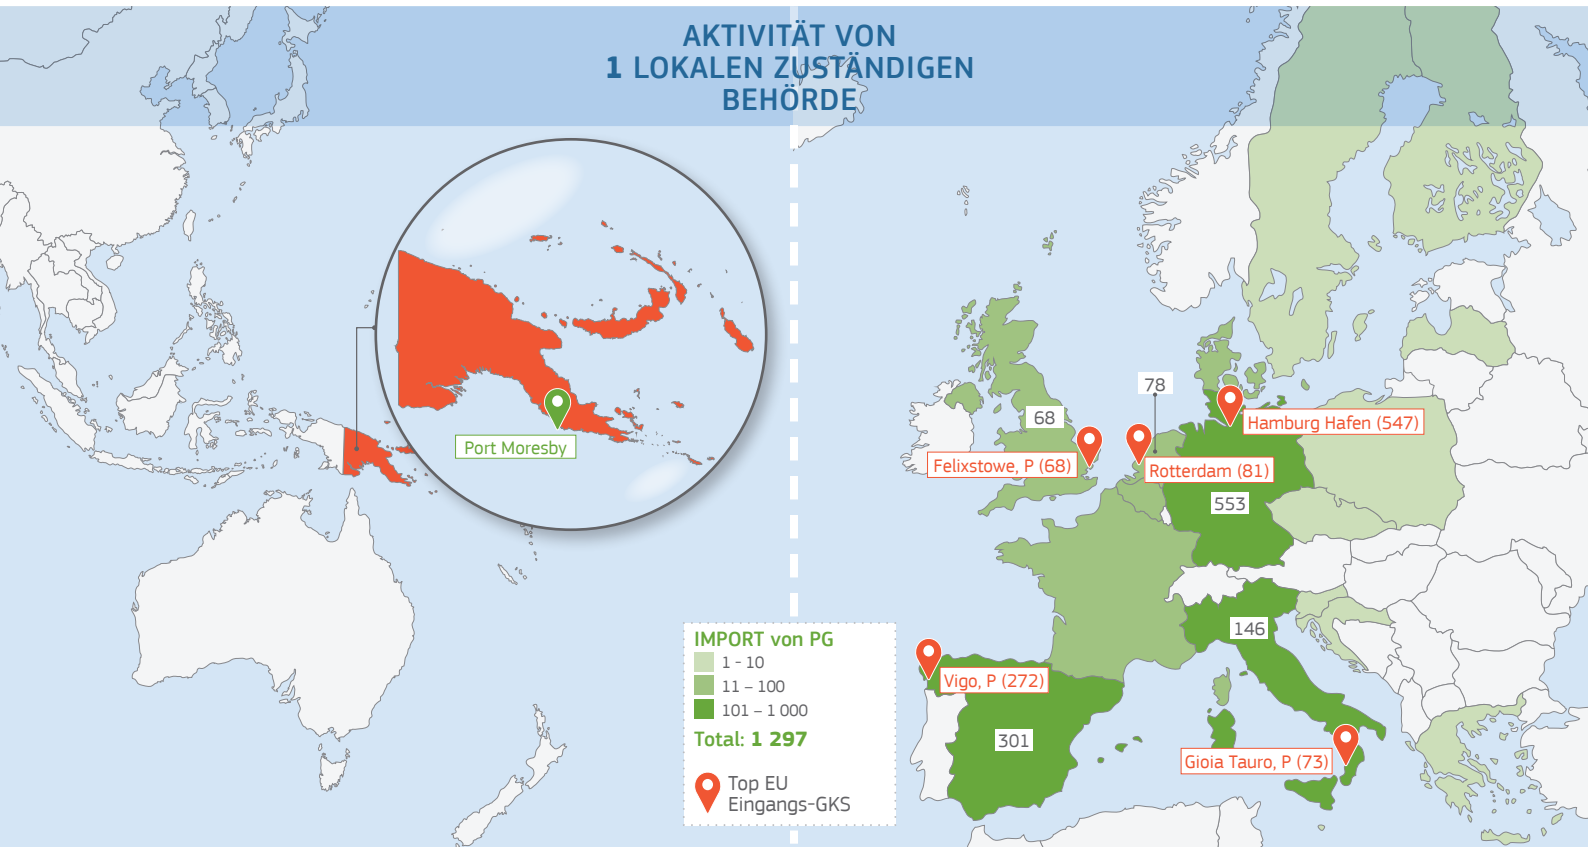 AKTIVITÄT VON
1 LOKALEN ZUSTÄNDIGEN
BEHÖRDE
Port Moresby
78
68
Hamburg Hafen (547)
Felixstowe, P (68)
Rotterdam (81)
553
146
Vigo, P (272)
301
Gioia Tauro, P (73)
IMPORT von PG
1 - 10
11 – 100
101 – 1 000
Total: 1 297
Top EU
Eingangs-GKS